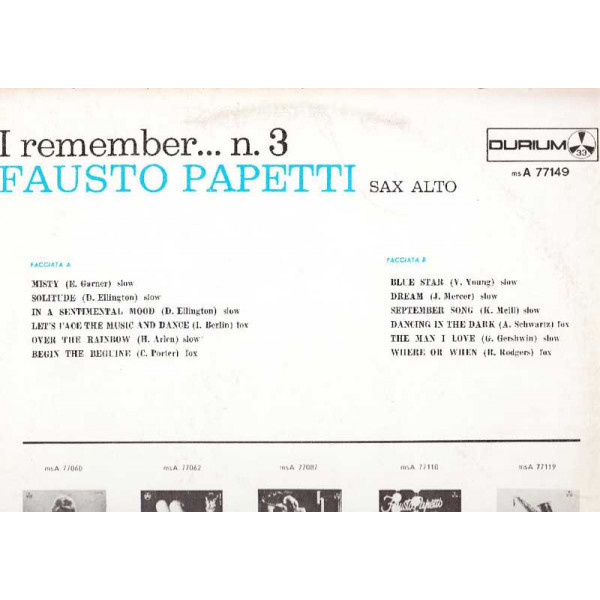 I remember... n. 3
DURIUM 33
FAUSTO PAPETTI SAX ALTO
msA 77149
FACCIATA A
MISTY (E. Garner) slow
SOLITUDE (D. Ellington) slow
IN A SENTIMENTAL MOOD (D. Ellington) slow
LET'S FACE THE MUSIC AND DANCE (I. Berlin) fox
OVER THE RAINBOW (H. Arlen) slow
BEGIN THE BEGUINE (C. Porter) fox
FACCIATA B
BLUE STAR (V. Young) slow
DREAM (J. Mercer) slow
SEPTEMBER SONG (K. Meill) slow
DANCING IN THE DARK (A. Schwartz) fox
THE MAN I LOVE (G. Gershwin) slow
WHERE OR WHEN (R. Rodgers) fox
msA 77060 msA 77062 msA 77087 msA 77110 msA 77119
Fausto Papetti